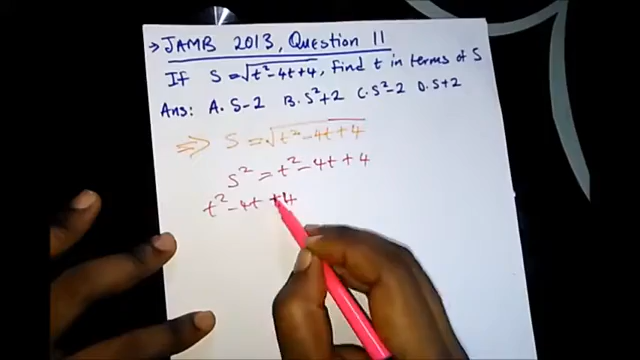 → JAMB 2013, Question 11
If S = √t²-4t+4, find t in terms of S
Ans: A. S-2 B. S²+2 C. S²-2 D. S+2
⇒ S = √t²-4t+4
S² = t²-4t+4
t²-4t+4